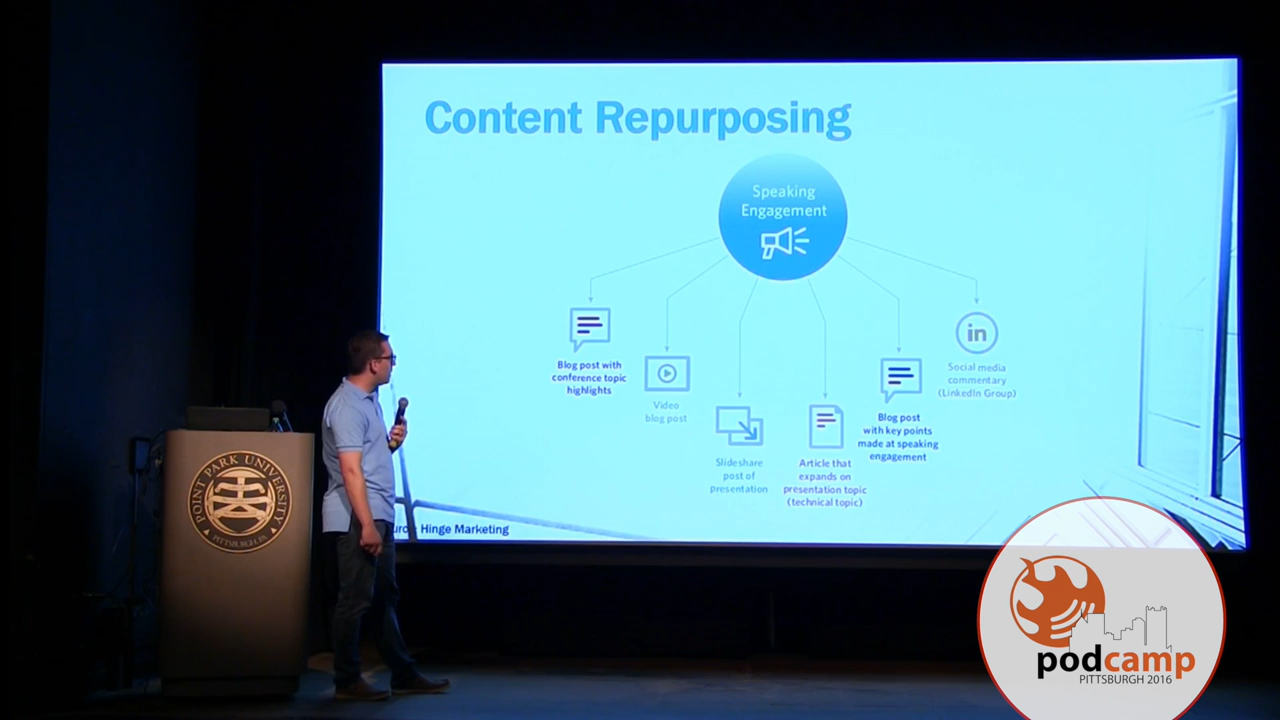 Content Repurposing
Speaking
Engagement
Blog post with
conference topic
highlights
Video
blog post
Slideshare
post of
presentation
Article that
expands on
presentation topic
(technical topic)
Blog post
with key points
made at speaking
engagement
in
Social media
commentary
(LinkedIn Group)
Hinge Marketing
POINT PARK UNIVERSITY
PITTSBURGH, PA
podcamp
PITTSBURGH 2016